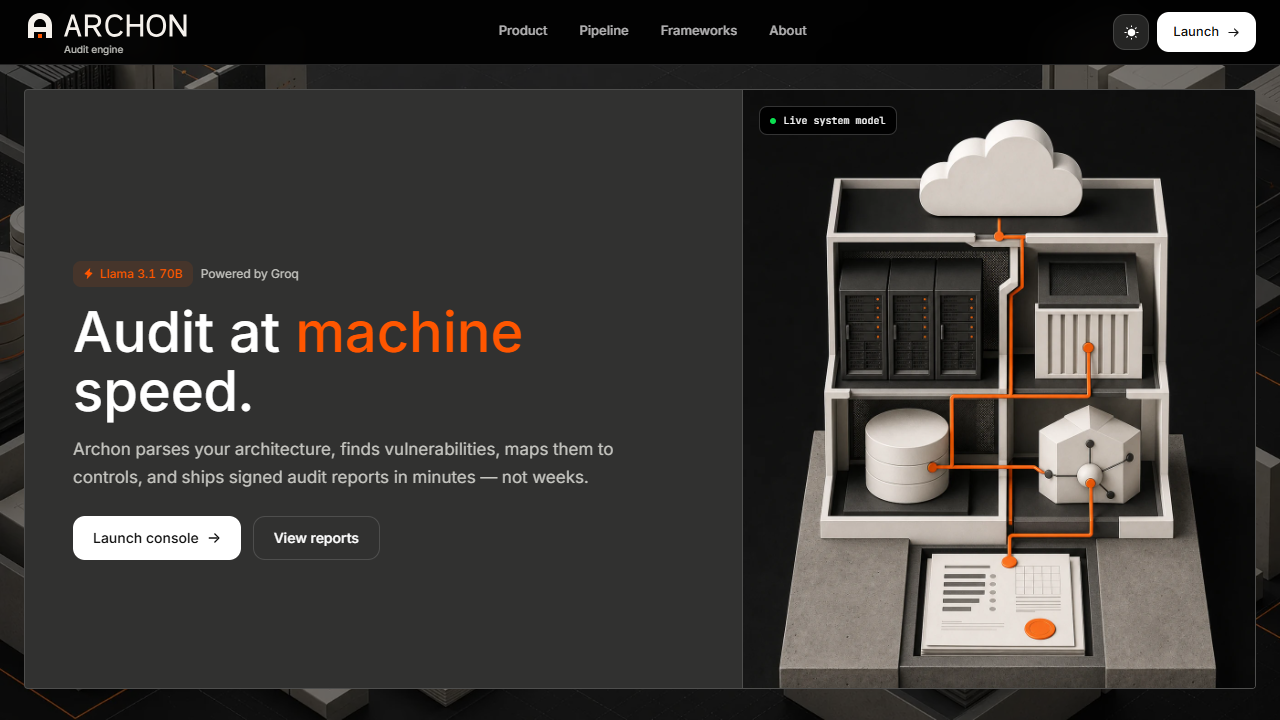 ARCHON
Audit engine
Product
Pipeline
Frameworks
About
Launch →
Llama 3.1 70B
Powered by Groq
Audit at machine
speed.
Archon parses your architecture, finds vulnerabilities, maps them to
controls, and ships signed audit reports in minutes — not weeks.
Launch console →
View reports
Live system model